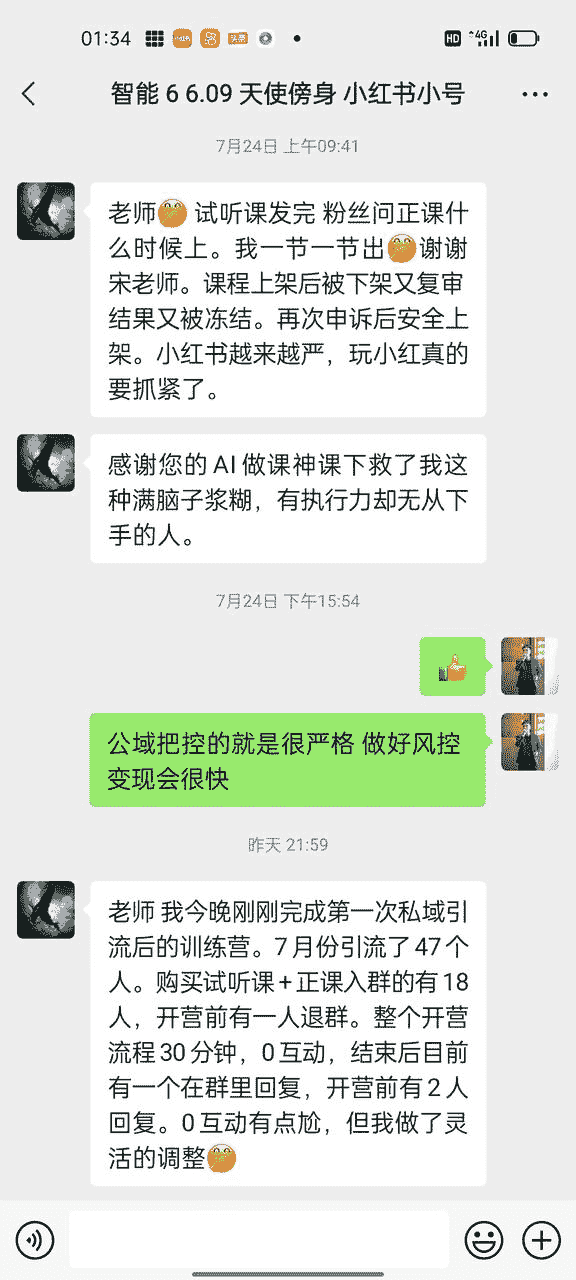 01:34
HD 4G
智能 6 6.09 天使傍身 小红书小号
7月24日 上午09:41
老师 试听课发完 粉丝问正课什
么时候上。我一节一节出 谢谢
宋老师。课程上架后被下架又复审
结果又被冻结。再次申诉后安全上
架。小红书越来越严，玩小红真的
要抓紧了。
感谢您的AI做课神课下救了我这
种满脑子浆糊，有执行力却无从下
手的人。
7月24日 下午15:54
公域把控的就是很严格 做好风控
变现会很快
昨天 21:59
老师 我今晚刚刚完成第一次私域引
流后的训练营。7月份引流了47个
人。购买试听课+正课入群的有18
人，开营前有一人退群。整个开营
流程30分钟，0互动，结束后目前
有一个在群里回复，开营前有2人
回复。0互动有点尬，但我做了灵
活的调整